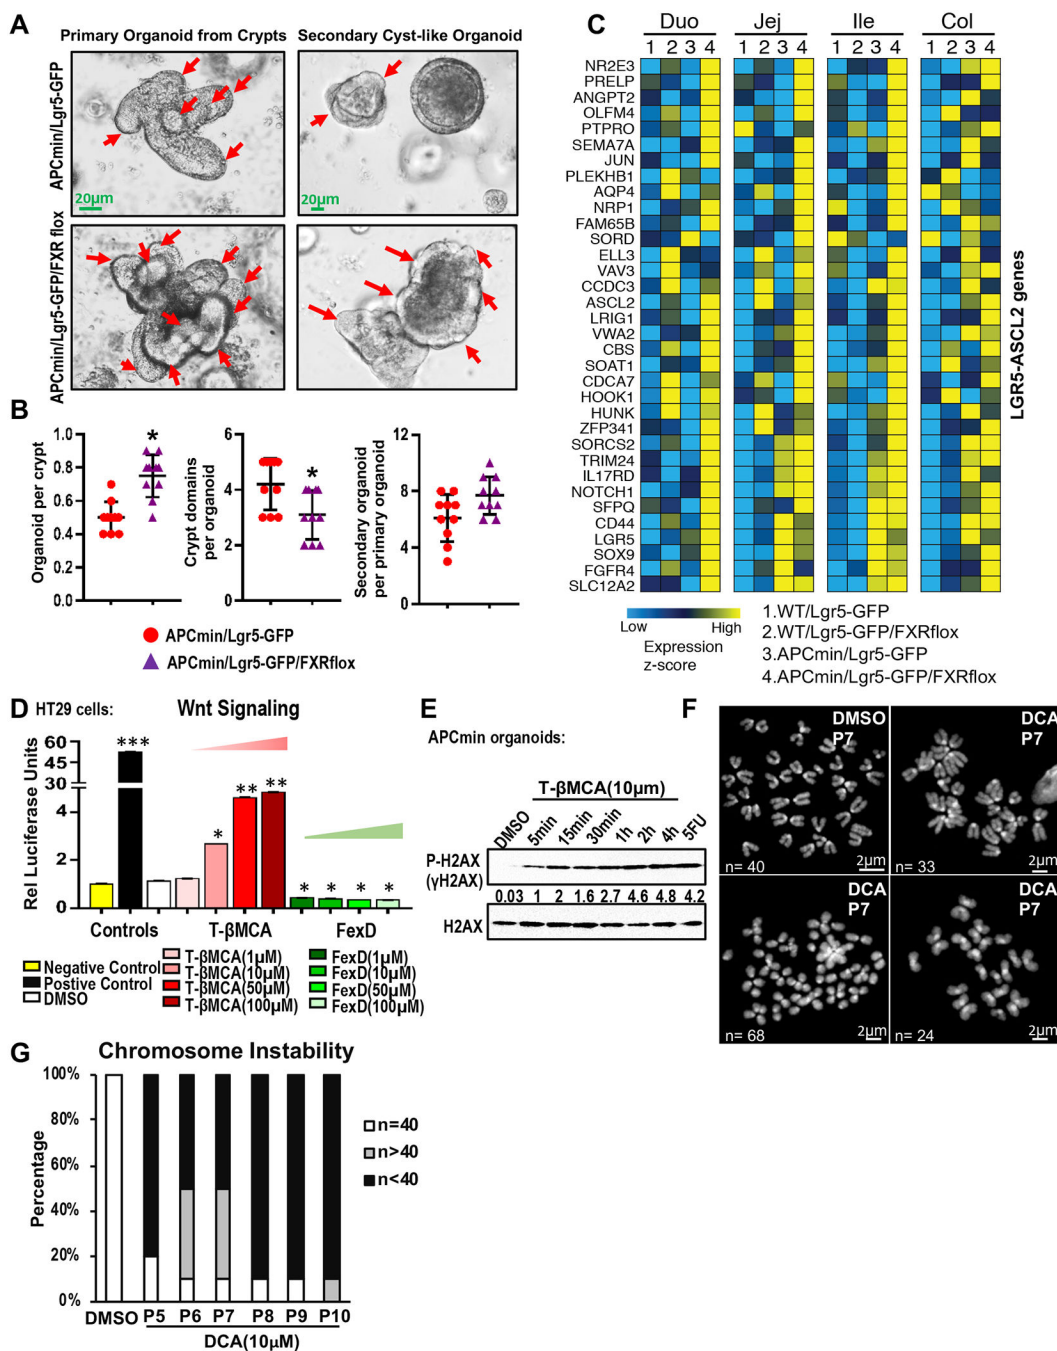 A
Primary Organoid from Crypts
Secondary Cyst-like Organoid
APCmin/Lgr5-GFP
20µm
20µm
APCmin/Lgr5-GFP/FXR flox
B
Organoid per crypt
1.0
0.8
0.6
0.4
0.2
0.0
*
Crypt domains
per organoid
6
4
2
0
*
Secondary organoid
per primary organoid
12
8
4
0
APCmin/Lgr5-GFP
APCmin/Lgr5-GFP/FXRflox
C
Duo Jej Ile Col
1 2 3 4 1 2 3 4 1 2 3 4 1 2 3 4
NR2E3
PRELP
ANGPT2
OLFM4
PTPRO
SEMA7A
JUN
PLEKHB1
AQP4
NRP1
FAM65B
SORD
ELL3
VAV3
CCDC3
ASCL2
LRIG1
VWA2
CBS
SOAT1
CDCA7
HOOK1
HUNK
ZFP341
SORCS2
TRIM24
IL17RD
NOTCH1
SFPQ
CD44
LGR5
SOX9
FGFR4
SLC12A2
LGR5-ASCL2 genes
Low High
Expression
z-score
1.WT/Lgr5-GFP
2.WT/Lgr5-GFP/FXRflox
3.APCmin/Lgr5-GFP
4.APCmin/Lgr5-GFP/FXRflox
D
HT29 cells:
Wnt Signaling
Rel Luciferase Units
60
45
30
4
2
0
***
*
**
**
* * * *
Controls T-βMCA FexD
Negative Control
Postive Control
DMSO
T-βMCA(1µM)
T-βMCA(10µM)
T-βMCA(50µM)
T-βMCA(100µM)
FexD(1µM)
FexD(10µM)
FexD(50µM)
FexD(100µM)
E
APCmin organoids:
T-βMCA(10µm)
DMSO 5min 15min 30min 1h 2h 4h 5FU
P-H2AX
(γH2AX)
0.03 1 2 1.6 2.7 4.6 4.8 4.2
H2AX
F
DMSO
P7
n= 40
2µm
DCA
P7
n= 33
2µm
DCA
P7
n= 68
2µm
DCA
P7
n= 24
2µm
G
Chromosome Instability
Percentage
100%
80%
60%
40%
20%
0%
n=40
n>40
n<40
DMSO P5 P6 P7 P8 P9 P10
DCA(10µM)